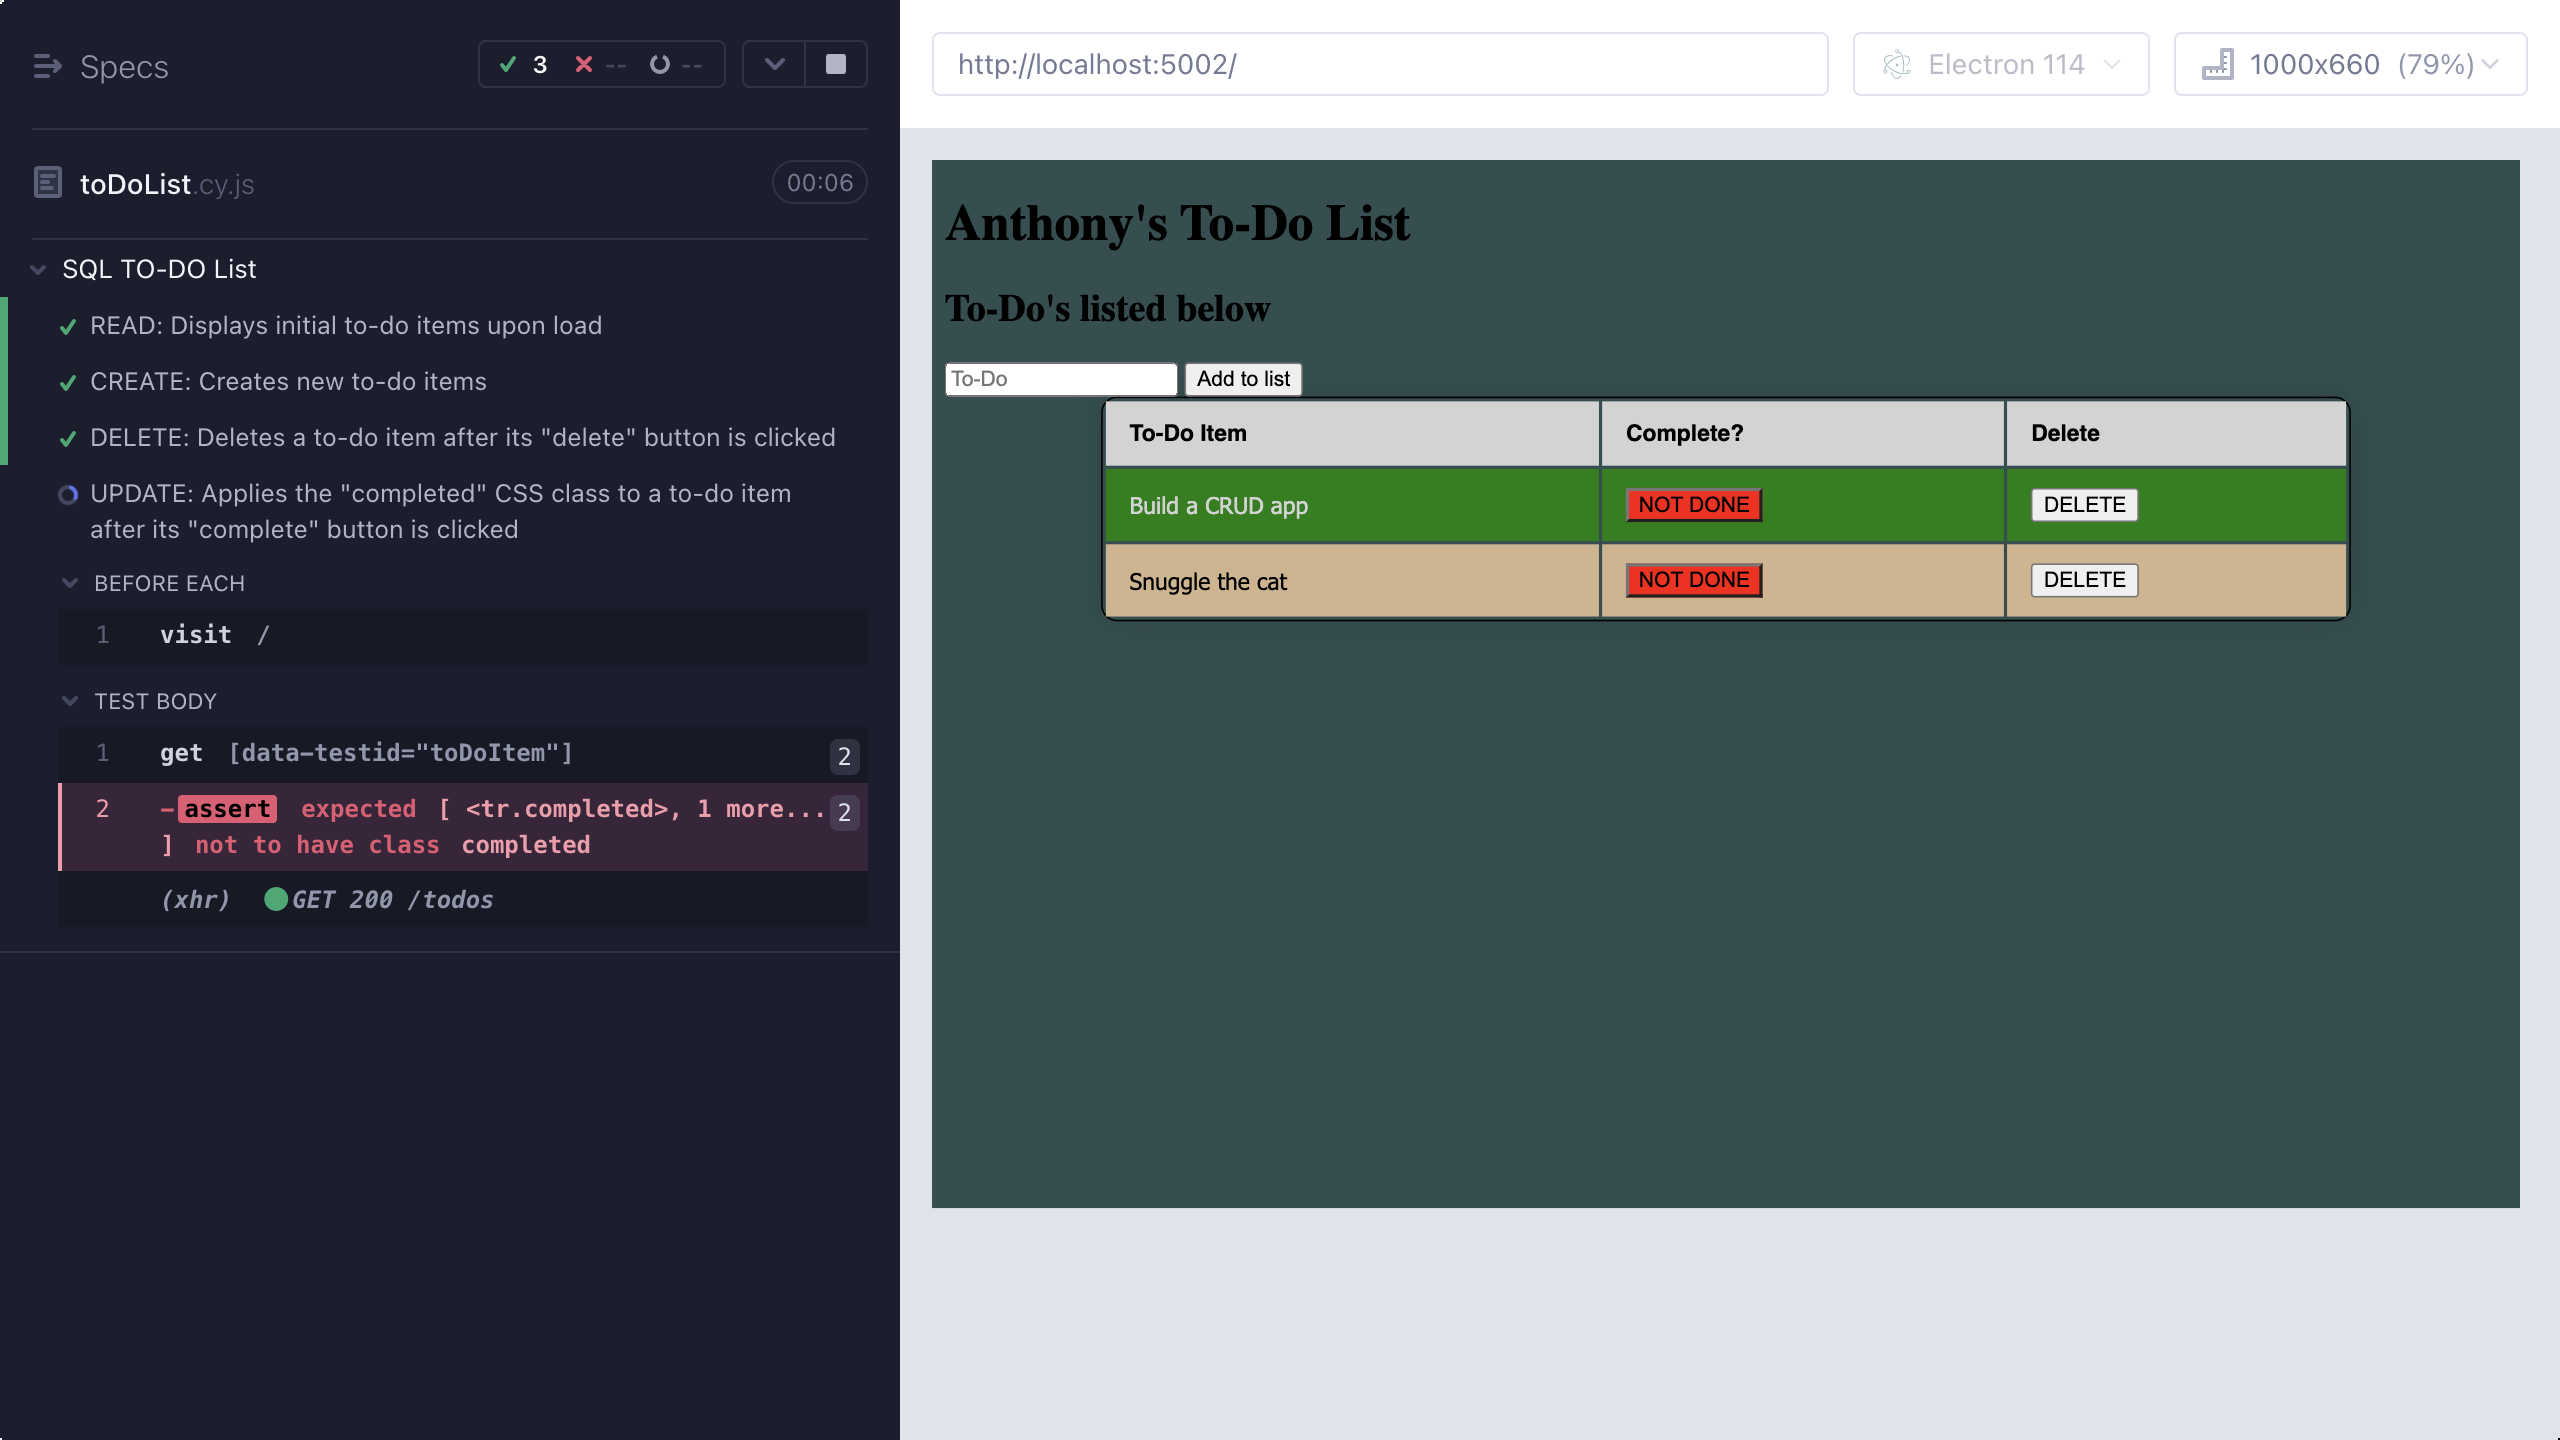 Specs
3 -- --
toDoList.cy.js
00:06
SQL TO-DO List
READ: Displays initial to-do items upon load
CREATE: Creates new to-do items
DELETE: Deletes a to-do item after its "delete" button is clicked
UPDATE: Applies the "completed" CSS class to a to-do item
after its "complete" button is clicked
BEFORE EACH
1 visit /
TEST BODY
1 get [data-testid="toDoItem"] 2
2 -assert expected [ <tr.completed>, 1 more... 2
] not to have class completed
(xhr) GET 200 /todos
http://localhost:5002/
Electron 114
1000x660 (79%)
Anthony's To-Do List
To-Do's listed below
To-Do Add to list
To-Do Item Complete? Delete
Build a CRUD app NOT DONE DELETE
Snuggle the cat NOT DONE DELETE